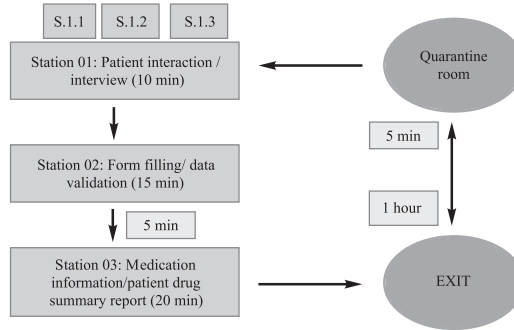 S.1.1
S.1.2
S.1.3
Station 01: Patient interaction /
interview (10 min)
Quarantine
room
Station 02: Form filling/ data
validation (15 min)
5 min
5 min
1 hour
Station 03: Medication
information/patient drug
summary report (20 min)
EXIT